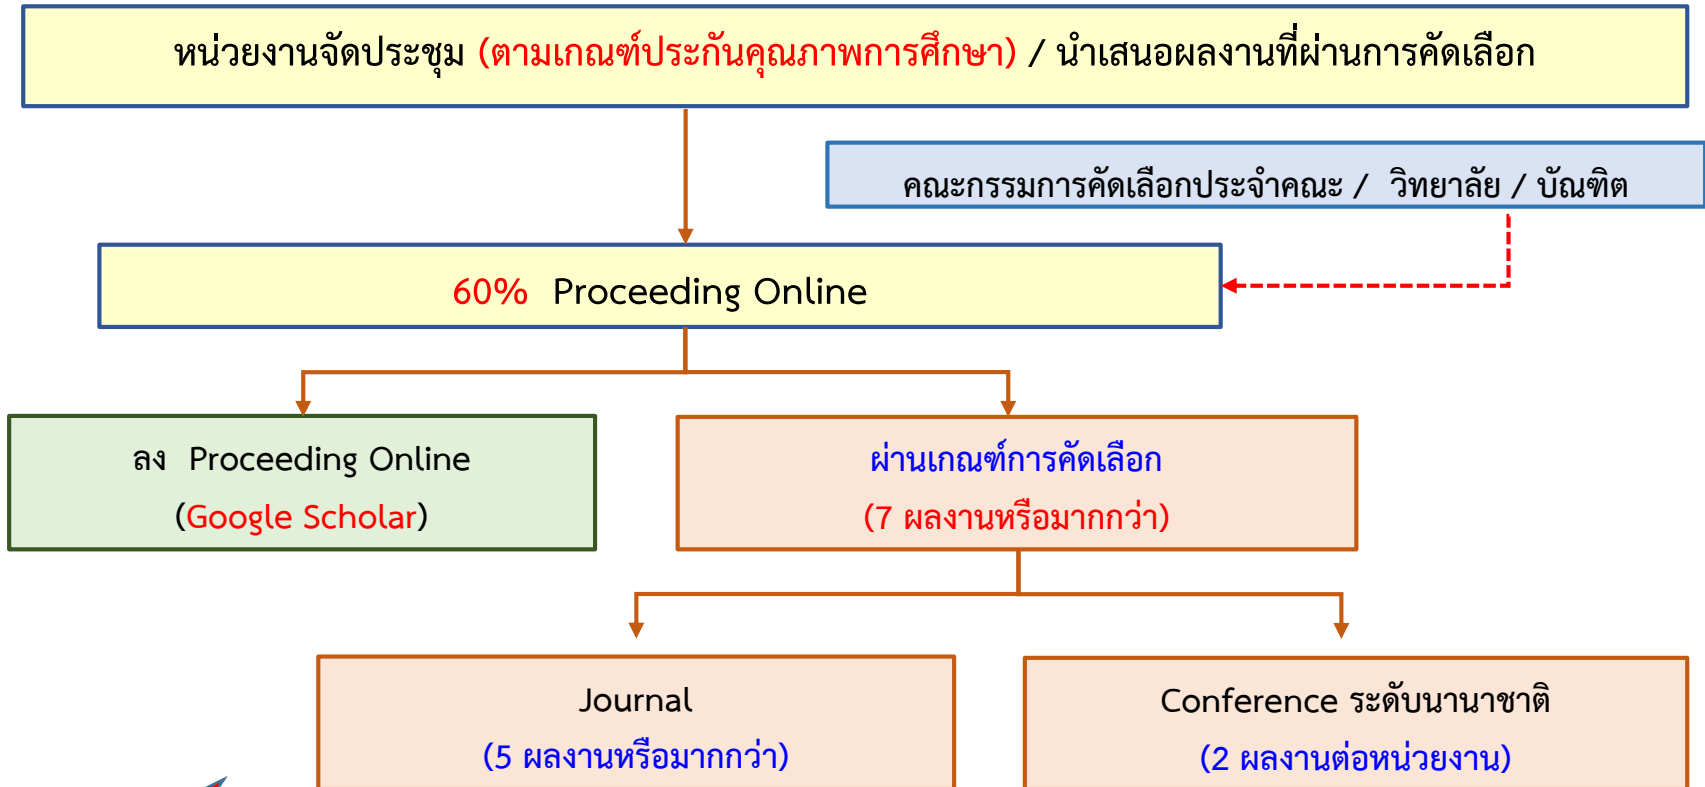 หน่วยงานจัดประชุม (ตามเกณฑ์ประกันคุณภาพการศึกษา) / นำเสนอผลงานที่ผ่านการคัดเลือก
คณะกรรมการคัดเลือกประจำคณะ / วิทยาลัย / บัณฑิต
60% Proceeding Online
ลง Proceeding Online
(Google Scholar)
ผ่านเกณฑ์การคัดเลือก
(7 ผลงานหรือมากกว่า)
Journal
(5 ผลงานหรือมากกว่า)
Conference ระดับนานาชาติ
(2 ผลงานต่อหน่วยงาน)